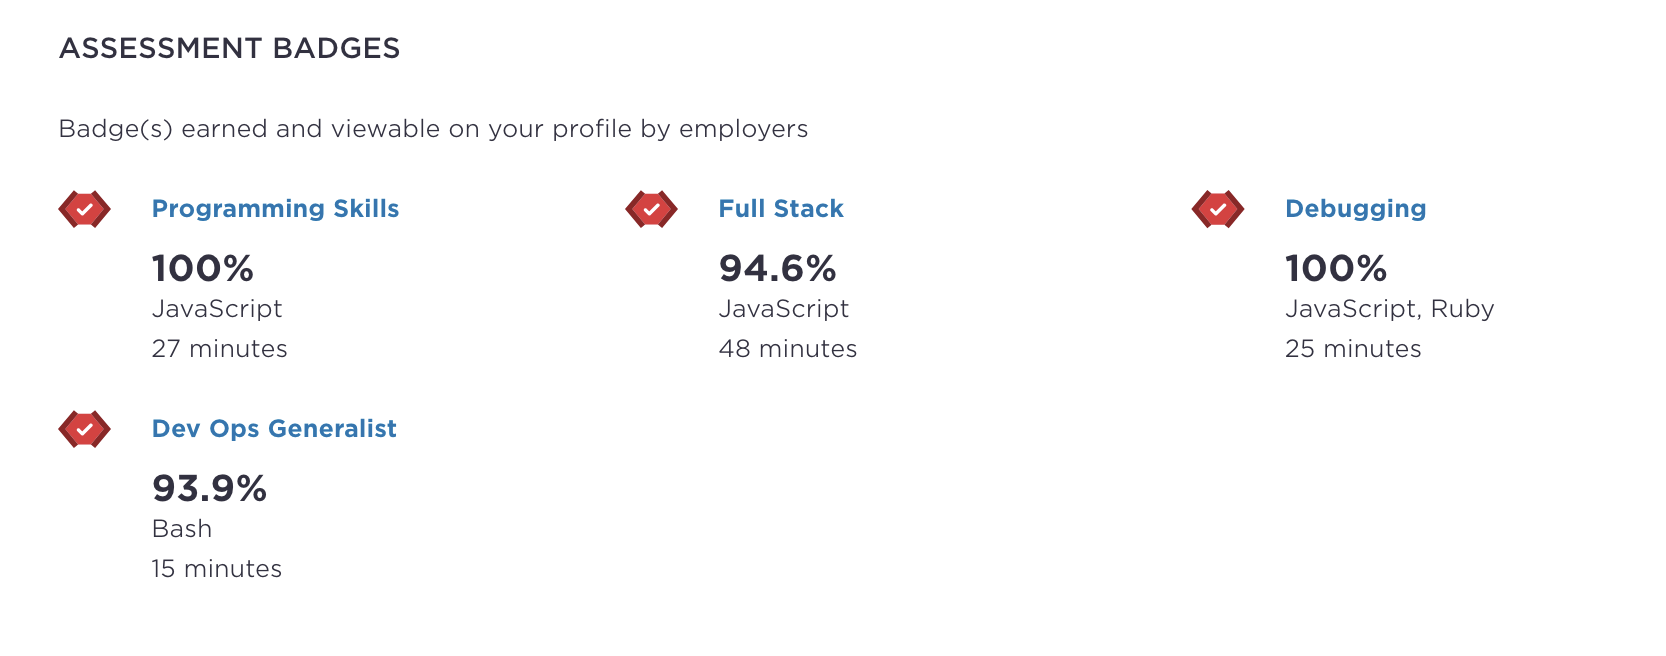 ASSESSMENT BADGES
Badge(s) earned and viewable on your profile by employers
Programming Skills
100%
JavaScript
27 minutes
Full Stack
94.6%
JavaScript
48 minutes
Debugging
100%
JavaScript, Ruby
25 minutes
Dev Ops Generalist
93.9%
Bash
15 minutes